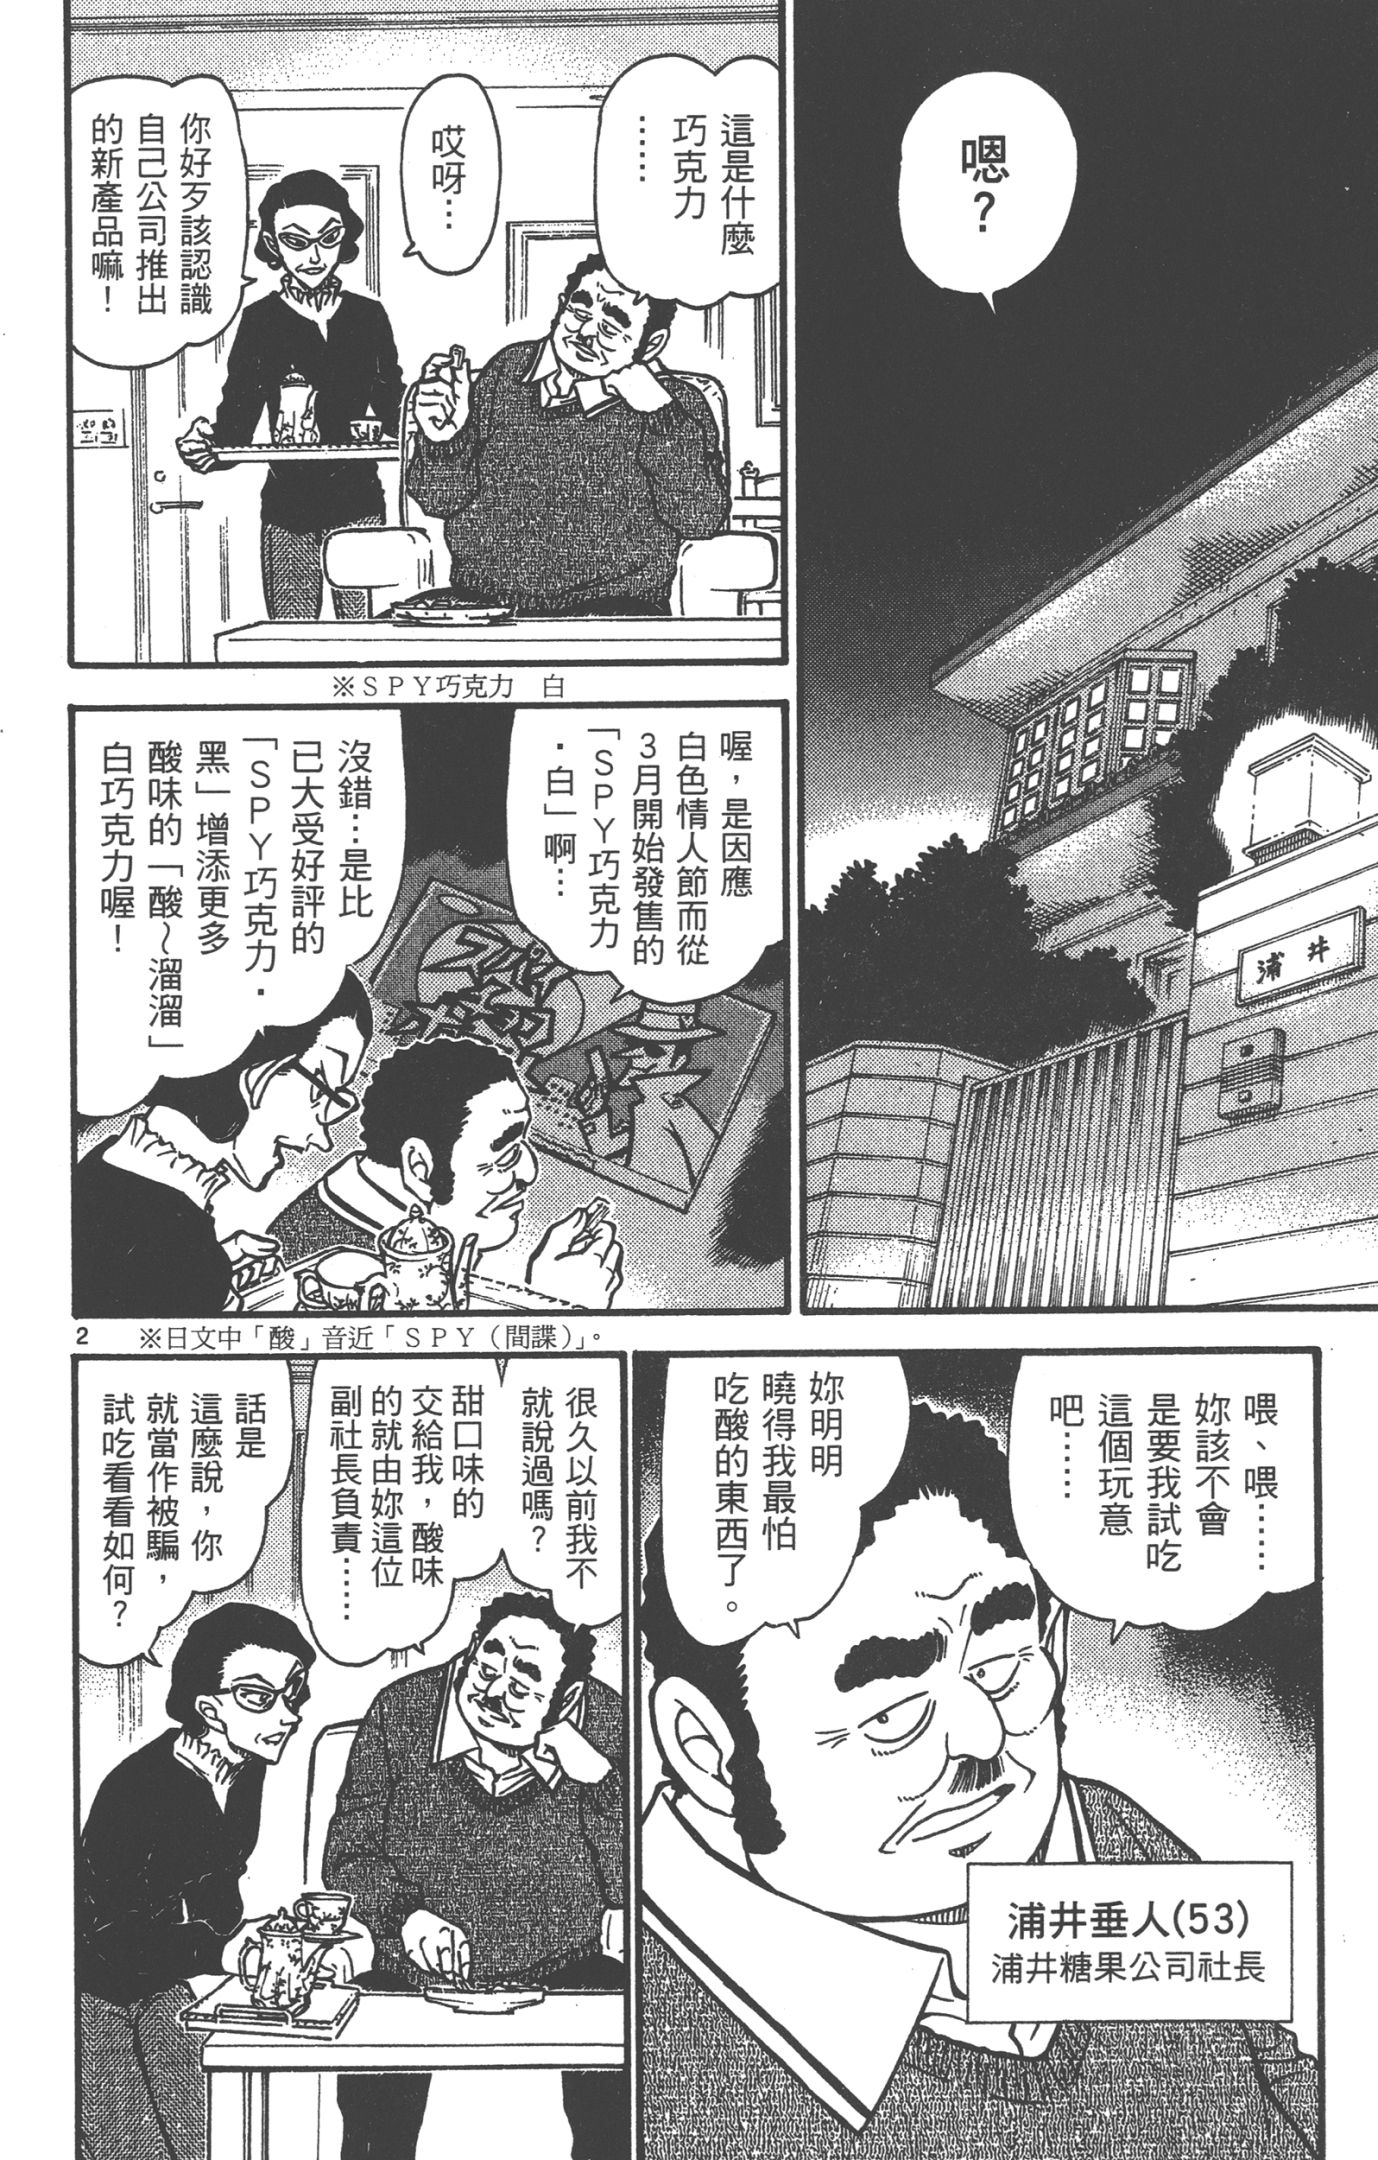 嗯？
浦井
這是什麼
巧克力
……
哎呀…
你好歹該認識
自己公司推出
的新產品嘛！
※ＳＰＹ巧克力　白
喔，是因應
白色情人節而從
3月開始發售的
「ＳＰＹ巧克力
・白」啊…
沒錯…是比
已大受好評的
「ＳＰＹ巧克力・
黑」增添更多
酸味的「酸～溜溜」
白巧克力喔！
2
※日文中「酸」音近「ＳＰＹ（間諜）」。
喂、喂……
妳該不會
是要我試吃
這個玩意
吧……
妳明明
曉得我最怕
吃酸的東西了。
浦井垂人(53)
浦井糖果公司社長
很久以前我不
就說過嗎？
甜口味的
交給我，酸味
的就由妳這位
副社長負責……
話是
這麼說，你
就當作被騙，
試吃看看如何？